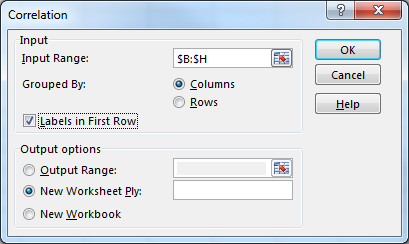 Correlation
Input
Input Range: $B:$H
Grouped By: Columns
Rows
Labels in First Row
OK
Cancel
Help
Output options
Output Range:
New Worksheet Ply:
New Workbook